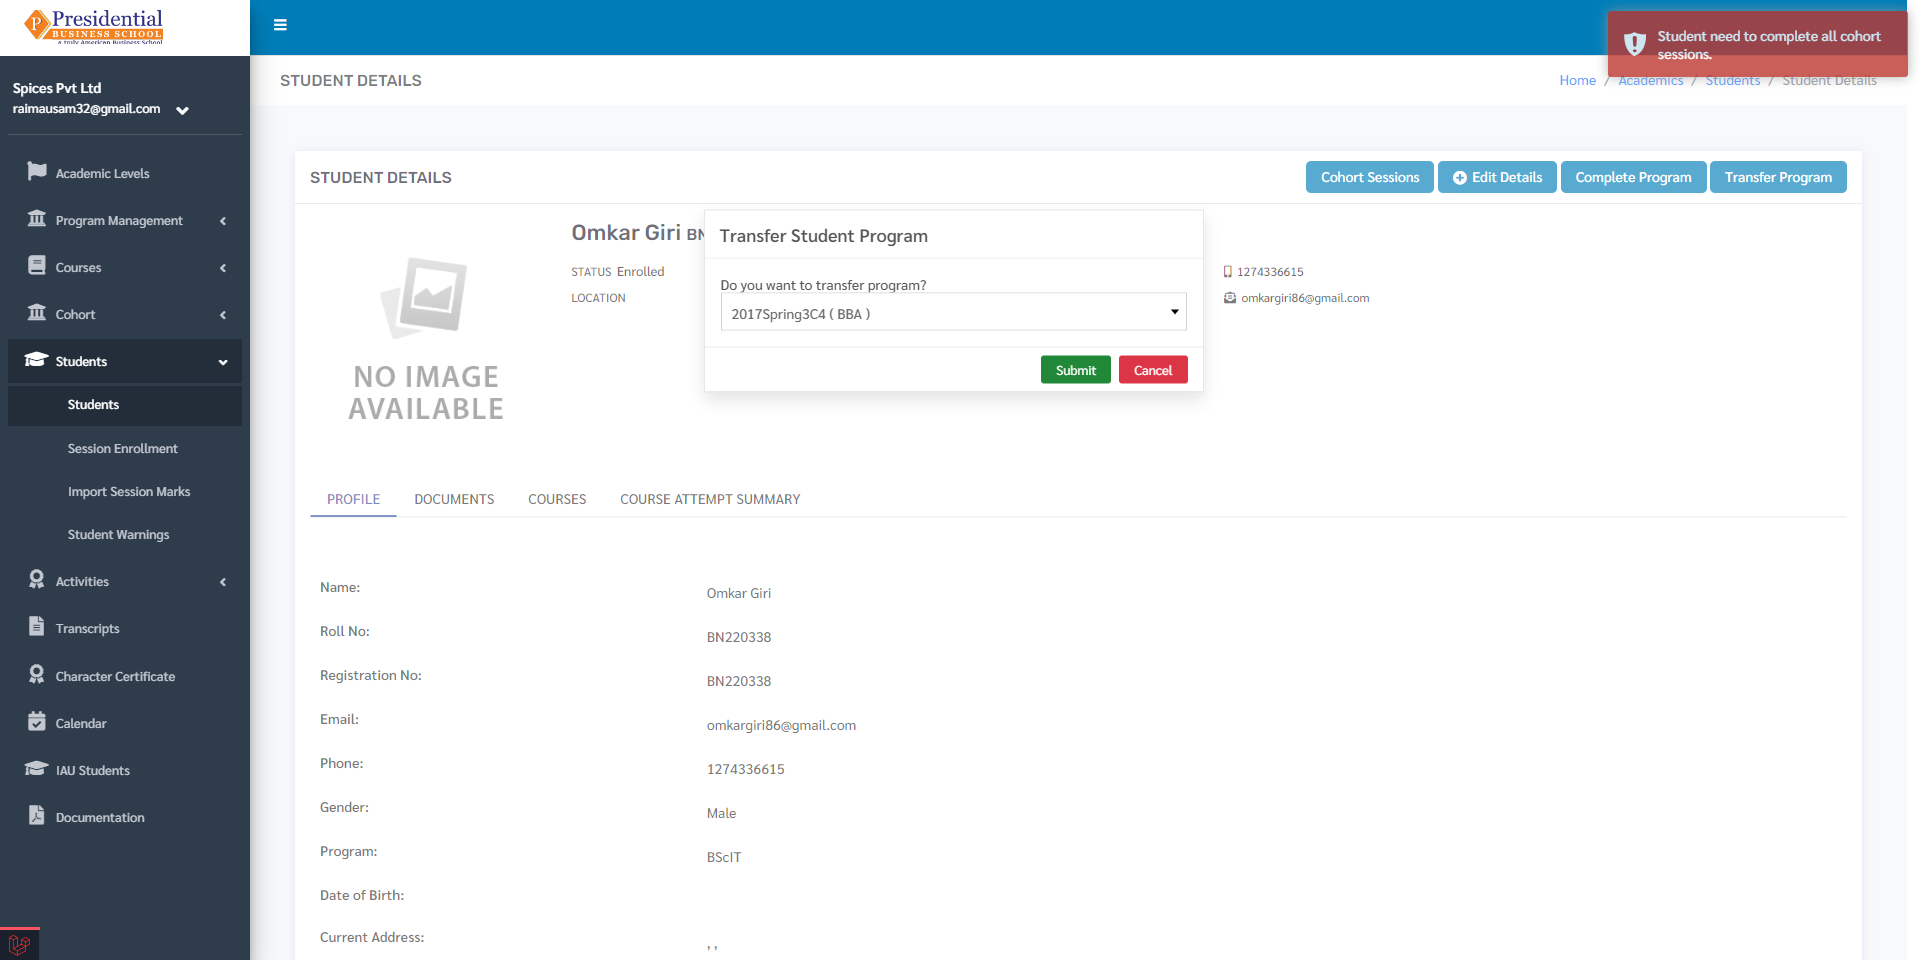 Presidential
BUSINESS SCHOOL
A truly American Business School
Student need to complete all cohort
sessions.
Spices Pvt Ltd
raimausam32@gmail.com
STUDENT DETAILS
Home / Academics / Students / Student Details
Academic Levels
Program Management
Courses
Cohort
Students
Students
Session Enrollment
Import Session Marks
Student Warnings
Activities
Transcripts
Character Certificate
Calendar
IAU Students
Documentation
STUDENT DETAILS
Cohort Sessions
Edit Details
Complete Program
Transfer Program
NO IMAGE
AVAILABLE
Omkar Giri BN
STATUS Enrolled
LOCATION
1274336615
omkargiri86@gmail.com
Transfer Student Program
Do you want to transfer program?
2017Spring3C4 ( BBA )
Submit
Cancel
PROFILE
DOCUMENTS
COURSES
COURSE ATTEMPT SUMMARY
Name:
Omkar Giri
Roll No:
BN220338
Registration No:
BN220338
Email:
omkargiri86@gmail.com
Phone:
1274336615
Gender:
Male
Program:
BScIT
Date of Birth:
Current Address:
, ,